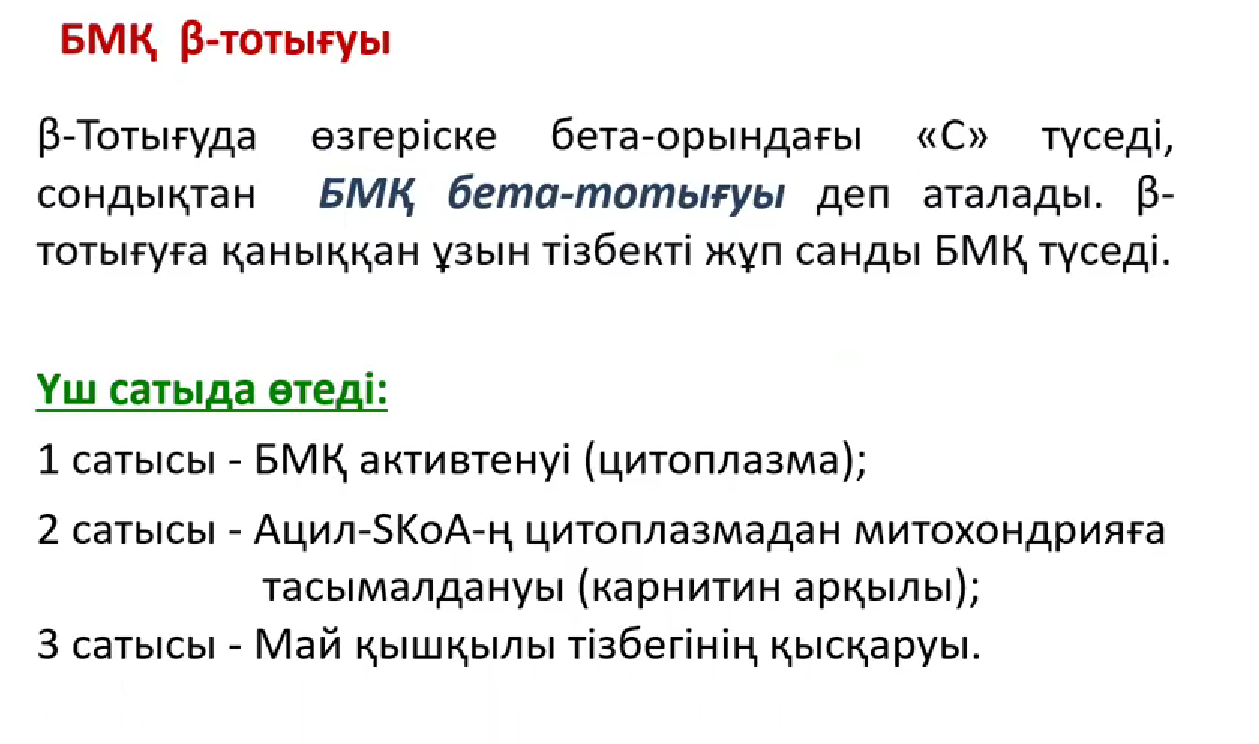 БМҚ β-тотығуы
β-Тотығуда өзгеріске бета-орындағы «С» түседі,
сондықтан БМҚ бета-тотығуы деп аталады. β-
тотығуға қаныққан ұзын тізбекті жұп санды БМҚ түседі.
Үш сатыда өтеді:
1 сатысы - БМҚ активтенуі (цитоплазма);
2 сатысы - Ацил-SКоА-ң цитоплазмадан митохондрияға
тасымалдануы (карнитин арқылы);
3 сатысы - Май қышқылы тізбегінің қысқаруы.